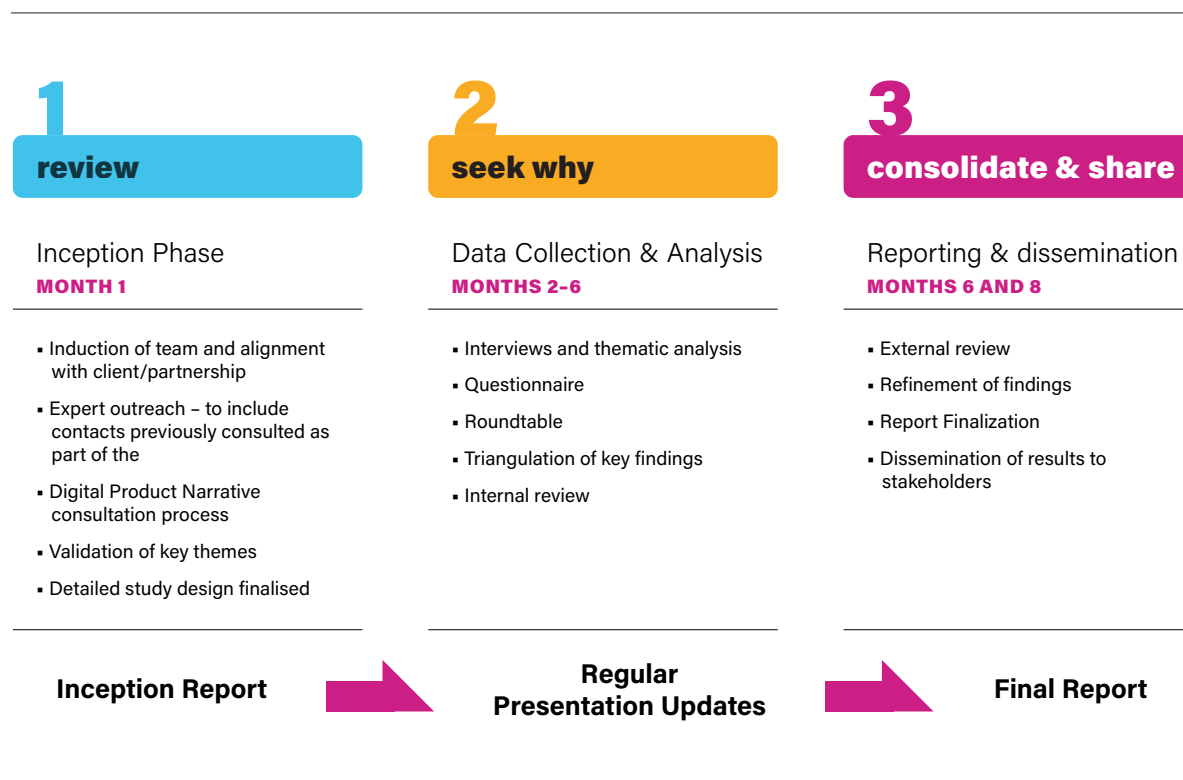 1
review
Inception Phase
MONTH 1
▪ Induction of team and alignment
with client/partnership
▪ Expert outreach – to include
contacts previously consulted as
part of the
▪ Digital Product Narrative
consultation process
▪ Validation of key themes
▪ Detailed study design finalised
Inception Report
2
seek why
Data Collection & Analysis
MONTHS 2–6
▪ Interviews and thematic analysis
▪ Questionnaire
▪ Roundtable
▪ Triangulation of key findings
▪ Internal review
Regular
Presentation Updates
3
consolidate & share
Reporting & dissemination
MONTHS 6 AND 8
▪ External review
▪ Refinement of findings
▪ Report Finalization
▪ Dissemination of results to
stakeholders
Final Report